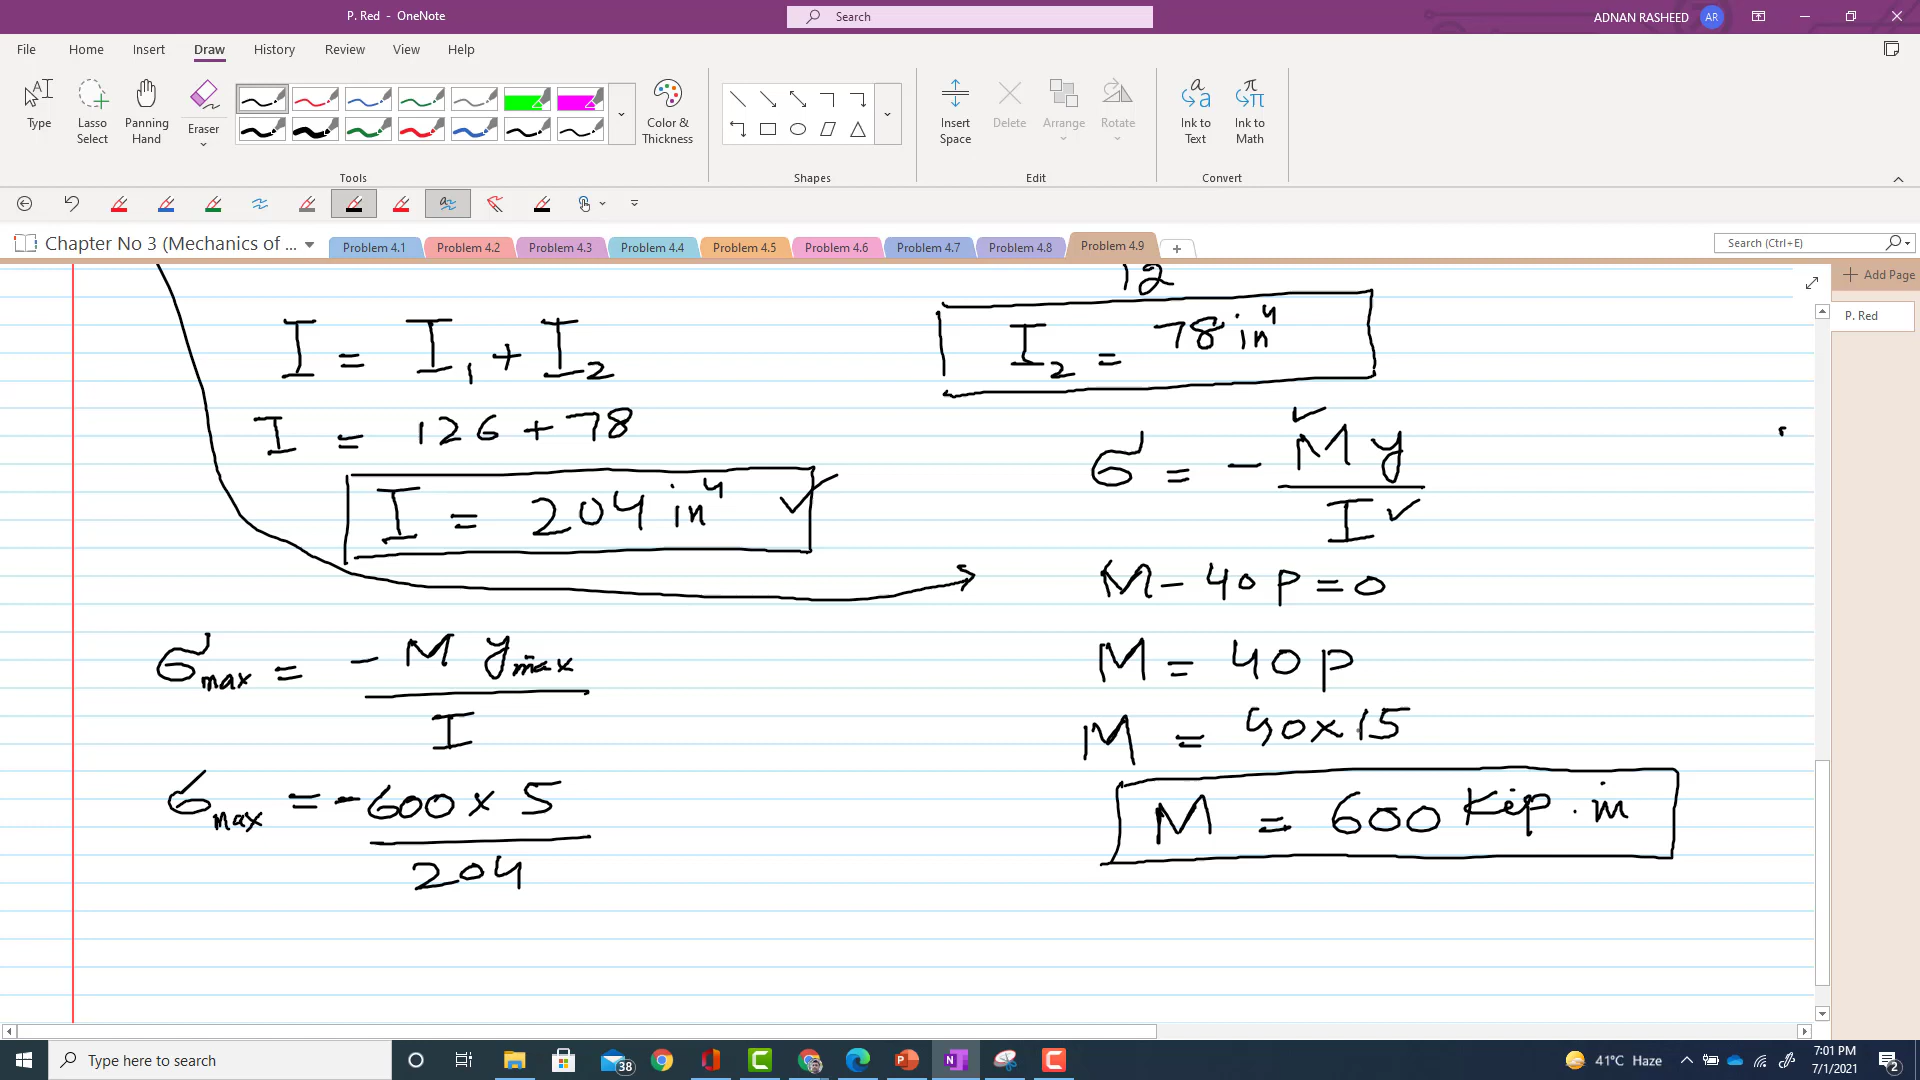 P. Red - OneNote
Search
ADNAN RASHEED
AR
File Home Insert Draw History Review View Help
Type
Lasso Select
Panning Hand
Eraser
Color & Thickness
Insert Space
Delete
Arrange
Rotate
Ink to Text
Ink to Math
Tools
Shapes
Edit
Convert
Chapter No 3 (Mechanics of ...
Problem 4.1 Problem 4.2 Problem 4.3 Problem 4.4 Problem 4.5 Problem 4.6 Problem 4.7 Problem 4.8 Problem 4.9
Search (Ctrl+E)
Add Page
P. Red
I = I₁ + I₂
I = 126 + 78
I = 204 in⁴ ✓
σmax = - M ymax / I
σmax = - 600 x 5 / 204
12
I₂ = 78 in⁴
σ = - M y / I ✓
M - 40 P = 0
M = 40 P
M = 40 x 15
M = 600 Kip . in
Type here to search
38
41°C Haze
7:01 PM
7/1/2021
2